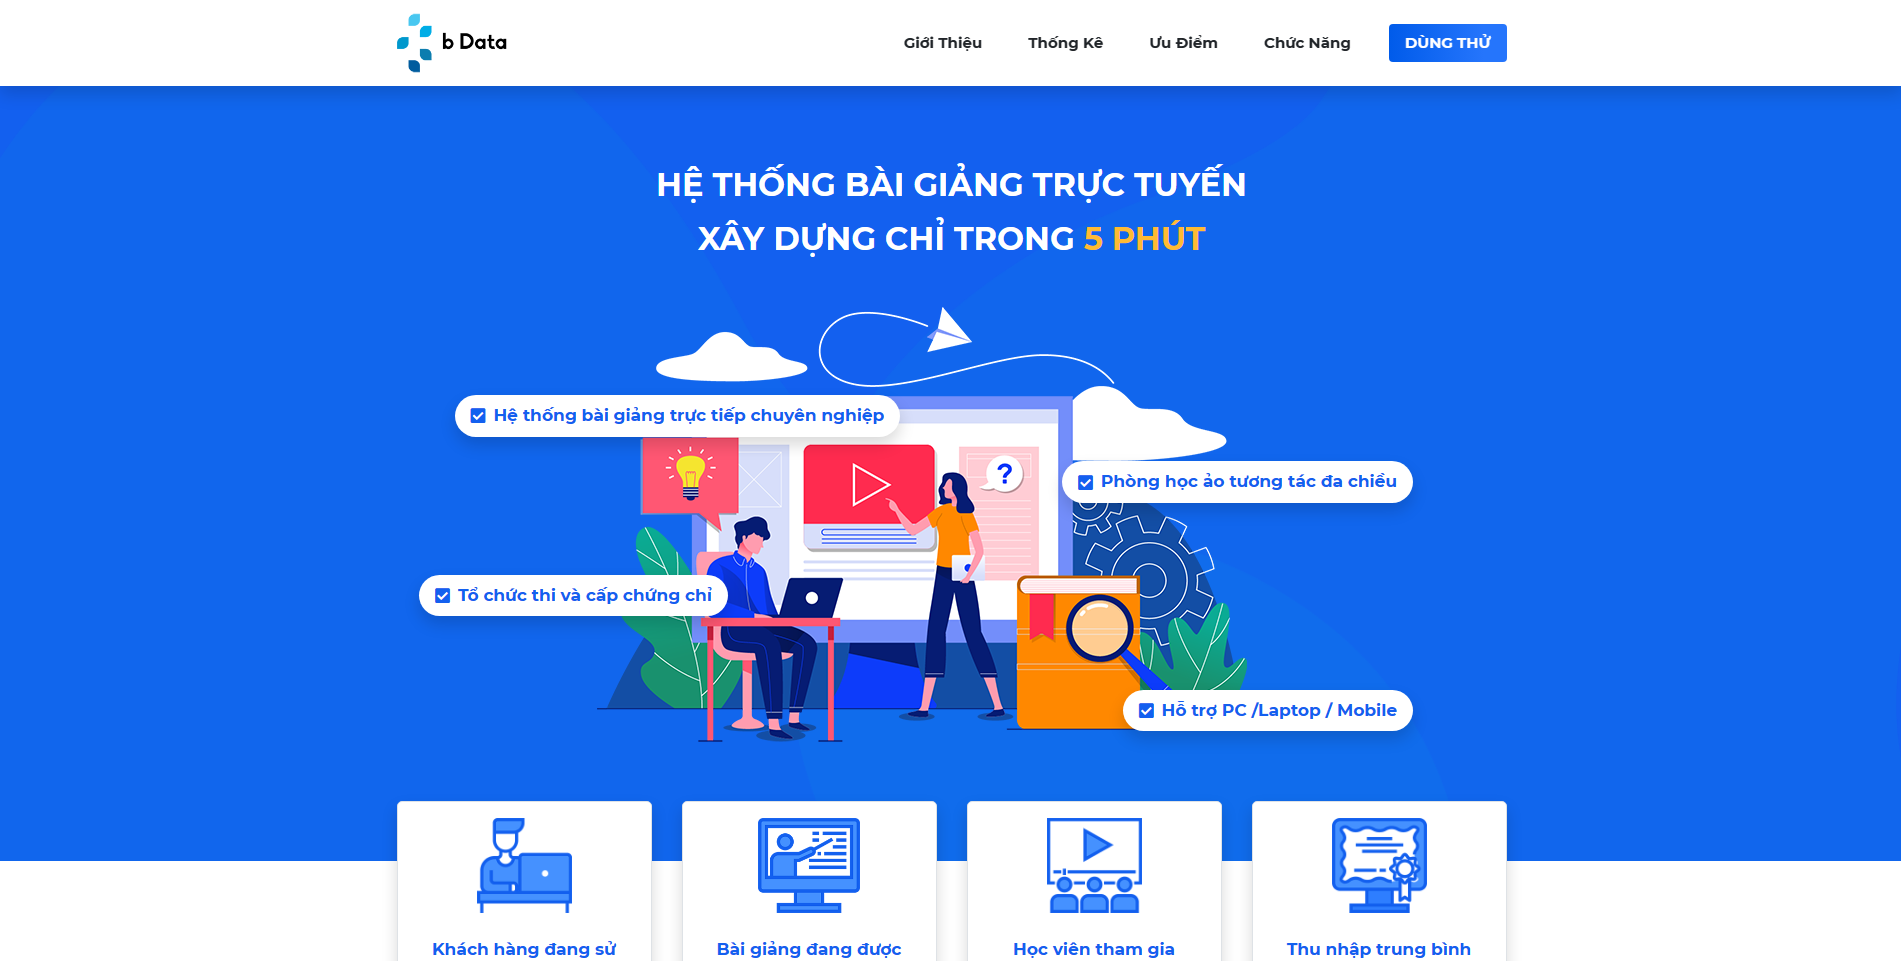 b Data
Giới Thiệu
Thống Kê
Ưu Điểm
Chức Năng
DÙNG THỬ
HỆ THỐNG BÀI GIẢNG TRỰC TUYẾN
XÂY DỰNG CHỈ TRONG 5 PHÚT
Hệ thống bài giảng trực tiếp chuyên nghiệp
?
Phòng học ảo tương tác đa chiều
Tổ chức thi và cấp chứng chỉ
Hỗ trợ PC /Laptop / Mobile
Khách hàng đang sử
Bài giảng đang được
Học viên tham gia
Thu nhập trung bình